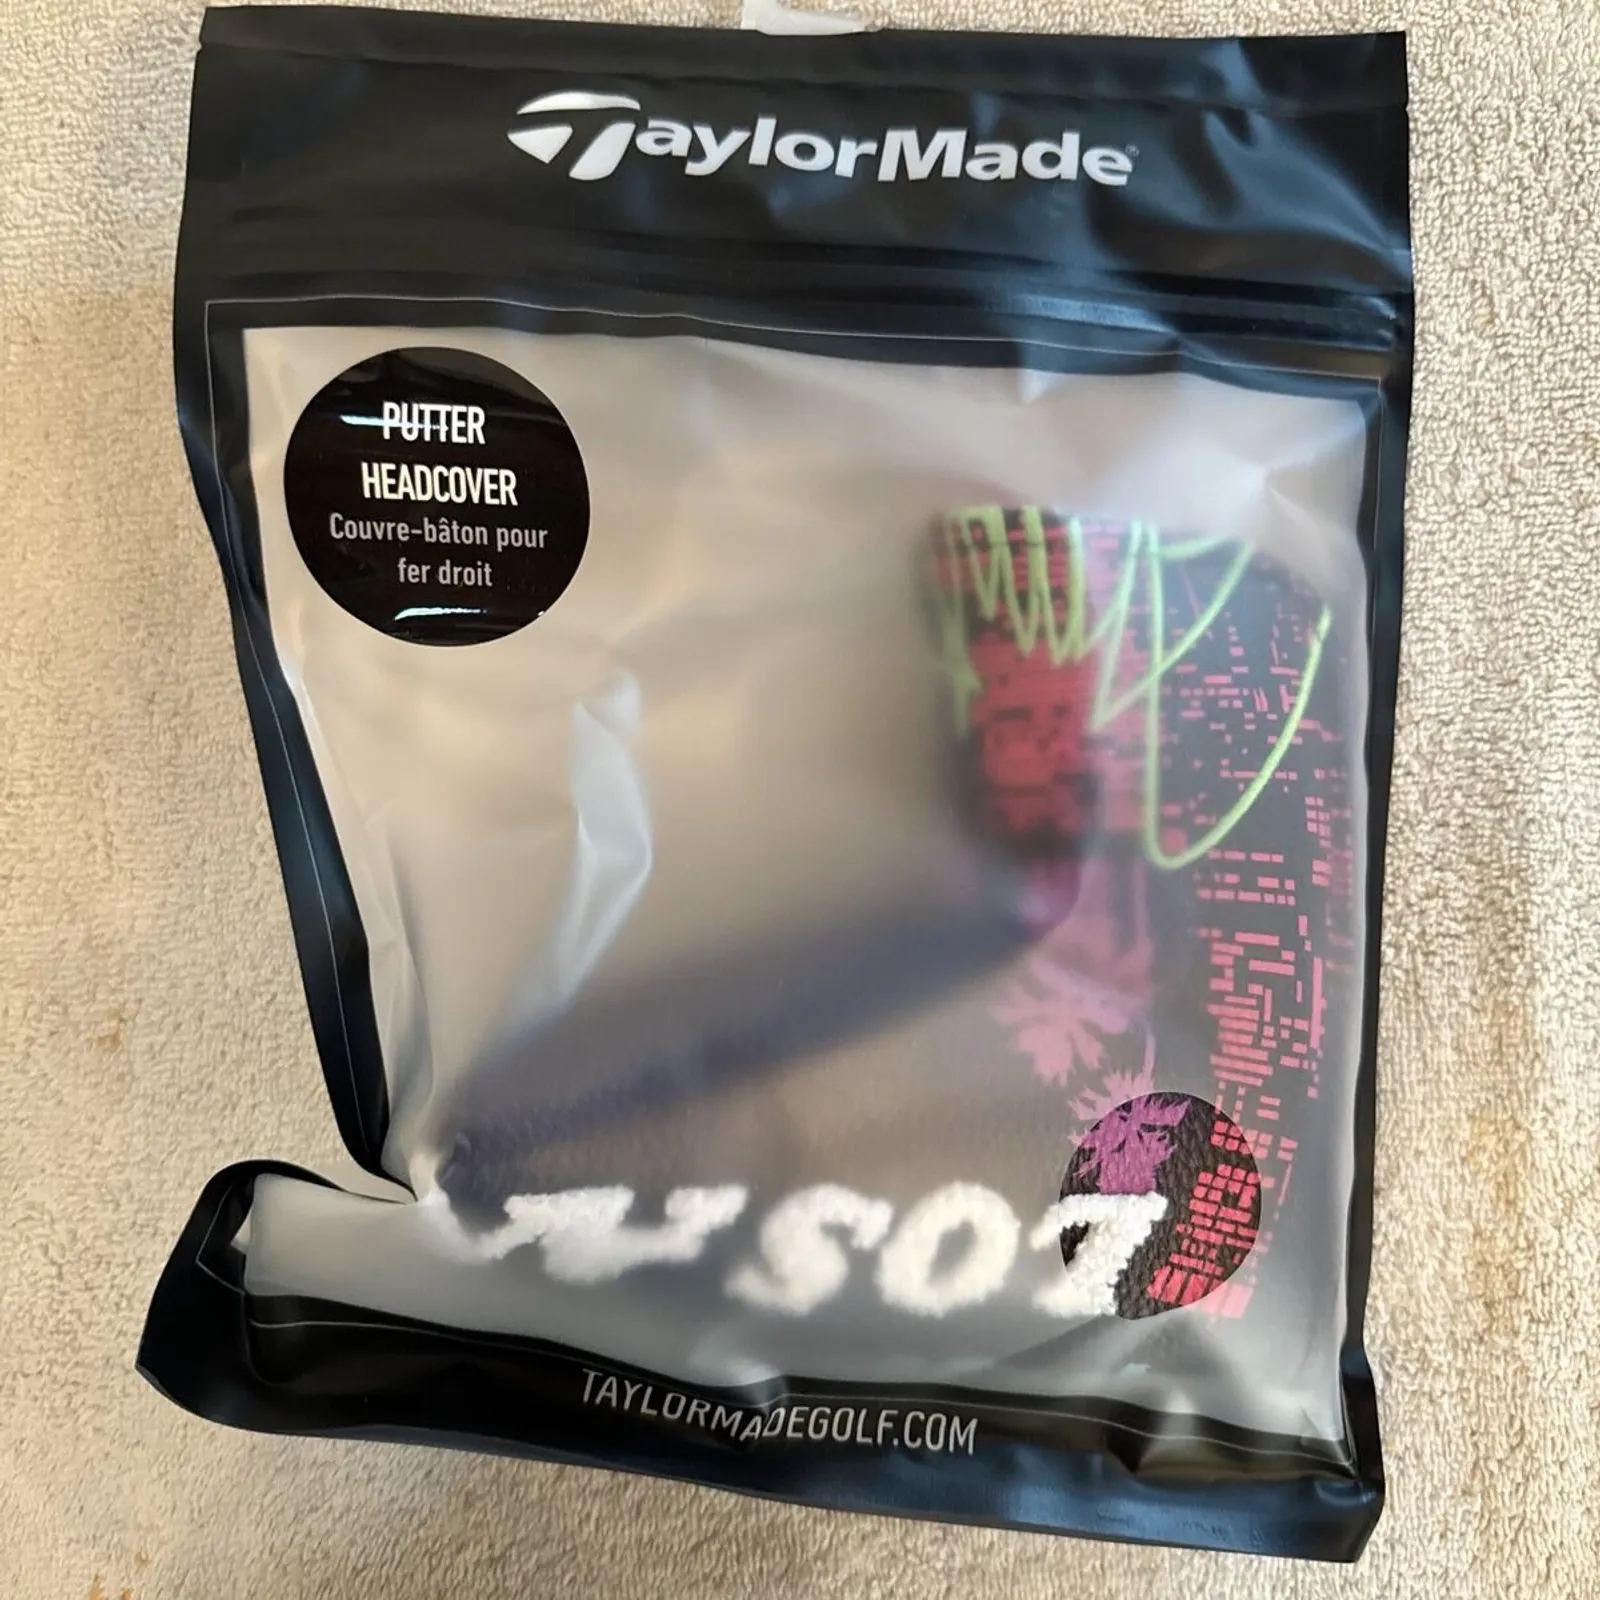 TaylorMade®
PUTTER
HEADCOVER
Couvre-bâton pour
fer droit
TAYLORMADEGOLF.COM